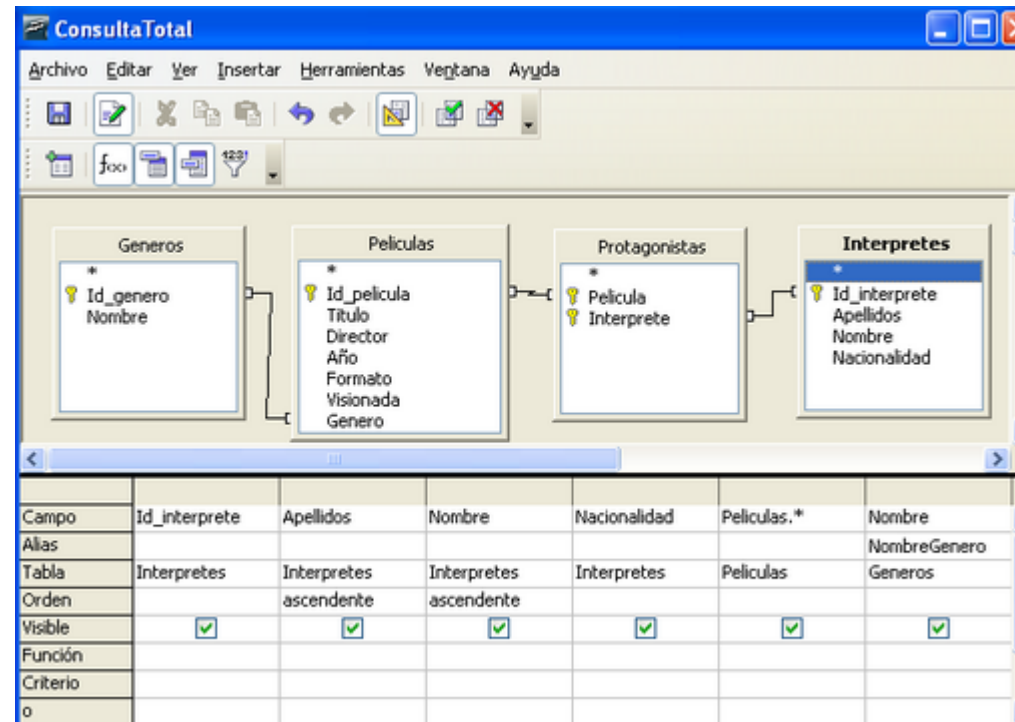 ConsultaTotal
Archivo Editar Ver Insertar Herramientas Ventana Ayuda
f(x) 123!
Generos
*
Id_genero
Nombre
Peliculas
*
Id_pelicula
Titulo
Director
Año
Formato
Visionada
Genero
Protagonistas
*
Pelicula
Interprete
Interpretes
*
Id_interprete
Apellidos
Nombre
Nacionalidad
Campo Id_interprete Apellidos Nombre Nacionalidad Peliculas.* Nombre
Alias NombreGenero
Tabla Interpretes Interpretes Interpretes Interpretes Peliculas Generos
Orden ascendente ascendente
Visible
Función
Criterio
o